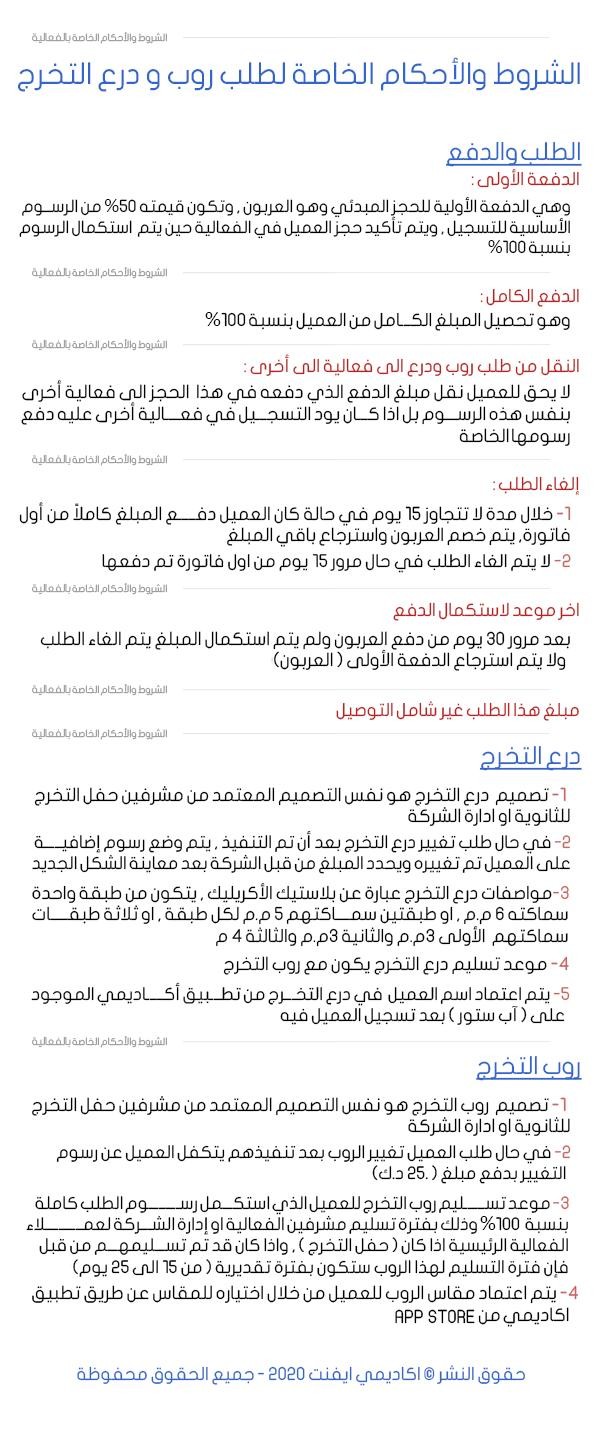 الشروط والأحكام الخاصة بالفعالية
الشروط والأحكام الخاصة لطلب روب و درع التخرج
الطلب والدفع
الدفعة الأولى :
وهي الدفعة الأولية للحجز المبدئي وهو العربون , وتكون قيمته 50% من الرســوم
الأساسية للتسجيل , ويتم تأكيد حجز العميل في الفعالية حين يتم استكمال الرسوم
بنسبة 100%
الشروط والأحكام الخاصة بالفعالية
الدفع الكامل :
وهو تحصيل المبلغ الكــامل من العميل بنسبة 100%
الشروط والأحكام الخاصة بالفعالية
النقل من طلب روب ودرع الى فعالية الى أخرى :
لا يحق للعميل نقل مبلغ الدفع الذي دفعه في هذا الحجز الى فعالية أخرى
بنفس هذه الرســوم بل اذا كــان يود التسجــيل في فعــالية أخرى عليه دفع
رسومها الخاصة
الشروط والأحكام الخاصة بالفعالية
إلغاء الطلب :
1- خلال مدة لا تتجاوز 15 يوم في حالة كان العميل دفــــع المبلغ كاملاً من أول
فاتورة, يتم خصم العربون واسترجاع باقي المبلغ
2- لا يتم الغاء الطلب في حال مرور 15 يوم من اول فاتورة تم دفعها
الشروط والأحكام الخاصة بالفعالية
اخر موعد لاستكمال الدفع
بعد مرور 30 يوم من دفع العربون ولم يتم استكمال المبلغ يتم الغاء الطلب
ولا يتم استرجاع الدفعة الأولى ( العربون)
الشروط والأحكام الخاصة بالفعالية
مبلغ هذا الطلب غير شامل التوصيل
الشروط والأحكام الخاصة بالفعالية
درع التخرج
1- تصميم درع التخرج هو نفس التصميم المعتمد من مشرفين حفل التخرج
للثانوية او ادارة الشركة
2- في حال طلب تغيير درع التخرج بعد أن تم التنفيذ , يتم وضع رسوم إضافيــــة
على العميل تم تغييره ويحدد المبلغ من قبل الشركة بعد معاينة الشكل الجديد
3- مواصفات درع التخرج عبارة عن بلاستيك الأكريليك , يتكون من طبقة واحدة
سماكته 6 م.م , او طبقتين سمــاكتهم 5 م.م لكل طبقة , او ثلاثة طبقــــات
سماكتهم الأولى 3م.م والثانية 3م.م والثالثة 4 م
4- موعد تسليم درع التخرج يكون مع روب التخرج
5- يتم اعتماد اسم العميل في درع التخــرج من تطــبيق أكــــاديمي الموجود
على ( آب ستور ) بعد تسجيل العميل فيه
الشروط والأحكام الخاصة بالفعالية
روب التخرج
1- تصميم روب التخرج هو نفس التصميم المعتمد من مشرفين حفل التخرج
للثانوية او ادارة الشركة
2- في حال طلب العميل تغيير الروب بعد تنفيذهم يتكفل العميل عن رسوم
التغيير بدفع مبلغ ( .25 د.ك)
3- موعد تســــليم روب التخرج للعميل الذي استكــمل رســـــوم الطلب كاملة
بنسبة 100% وذلك بفترة تسليم مشرفين الفعالية او إدارة الشــركة لعمـــــــلاء
الفعالية الرئيسية اذا كان ( حفل التخرج ) , واذا كان قد تم تســليمهــم من قبل
فإن فترة التسليم لهذا الروب ستكون بفترة تقديرية ( من 15 الى 25 يوم)
4- يتم اعتماد مقاس الروب للعميل من خلال اختياره للمقاس عن طريق تطبيق
اكاديمي من APP STORE
حقوق النشر © اكاديمي ايفنت 2020 - جميع الحقوق محفوظة